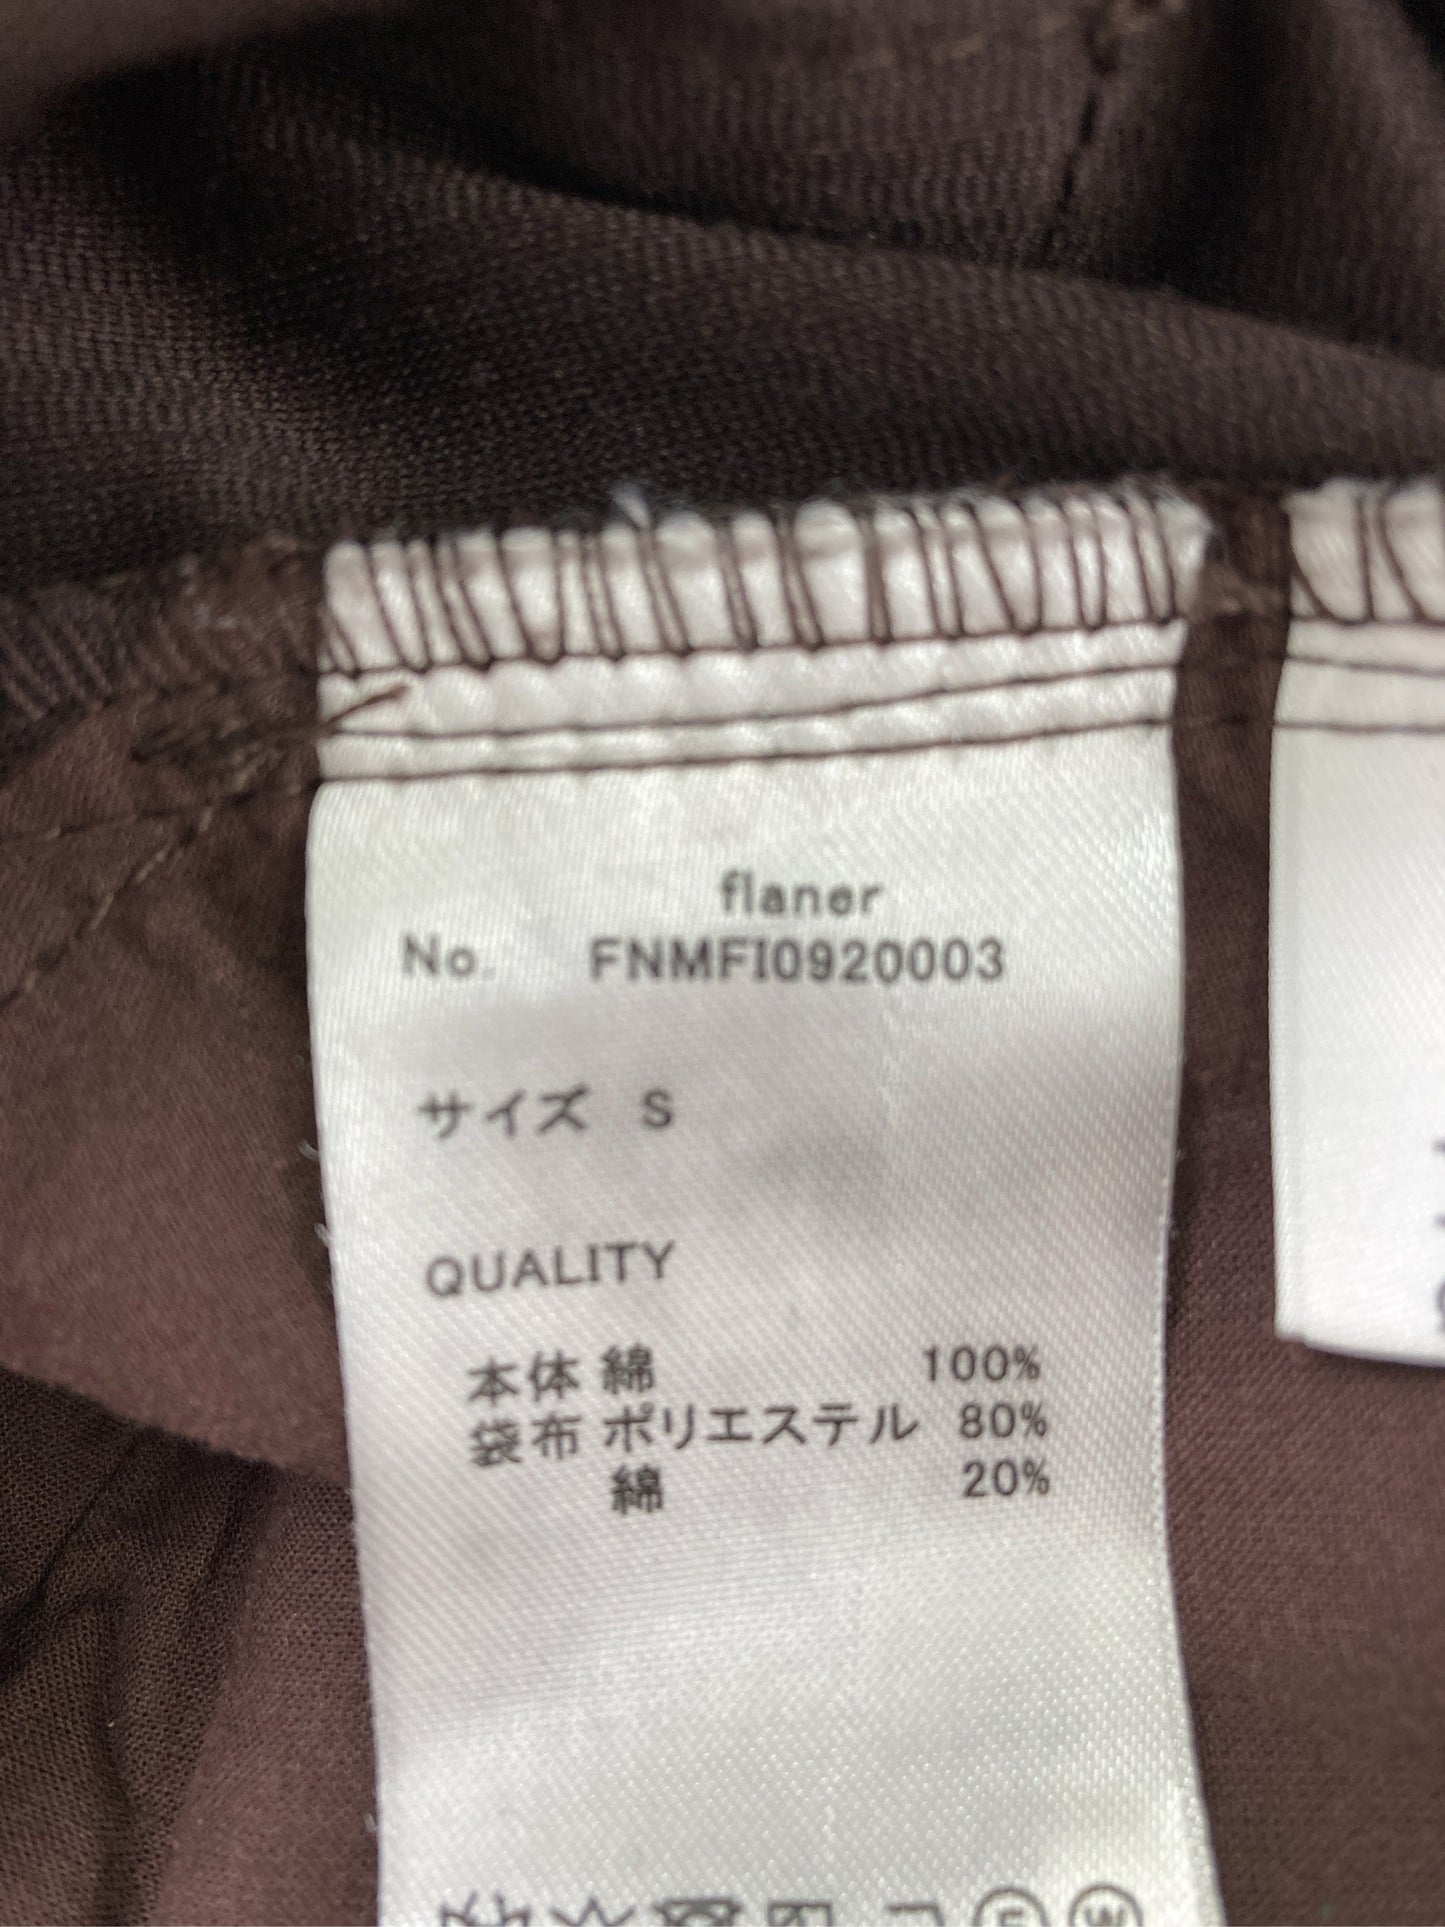 flaner
No. FNMFI0920003
サイズ S
QUALITY
本体 綿 100%
袋布 ポリエステル 80%
綿 20%